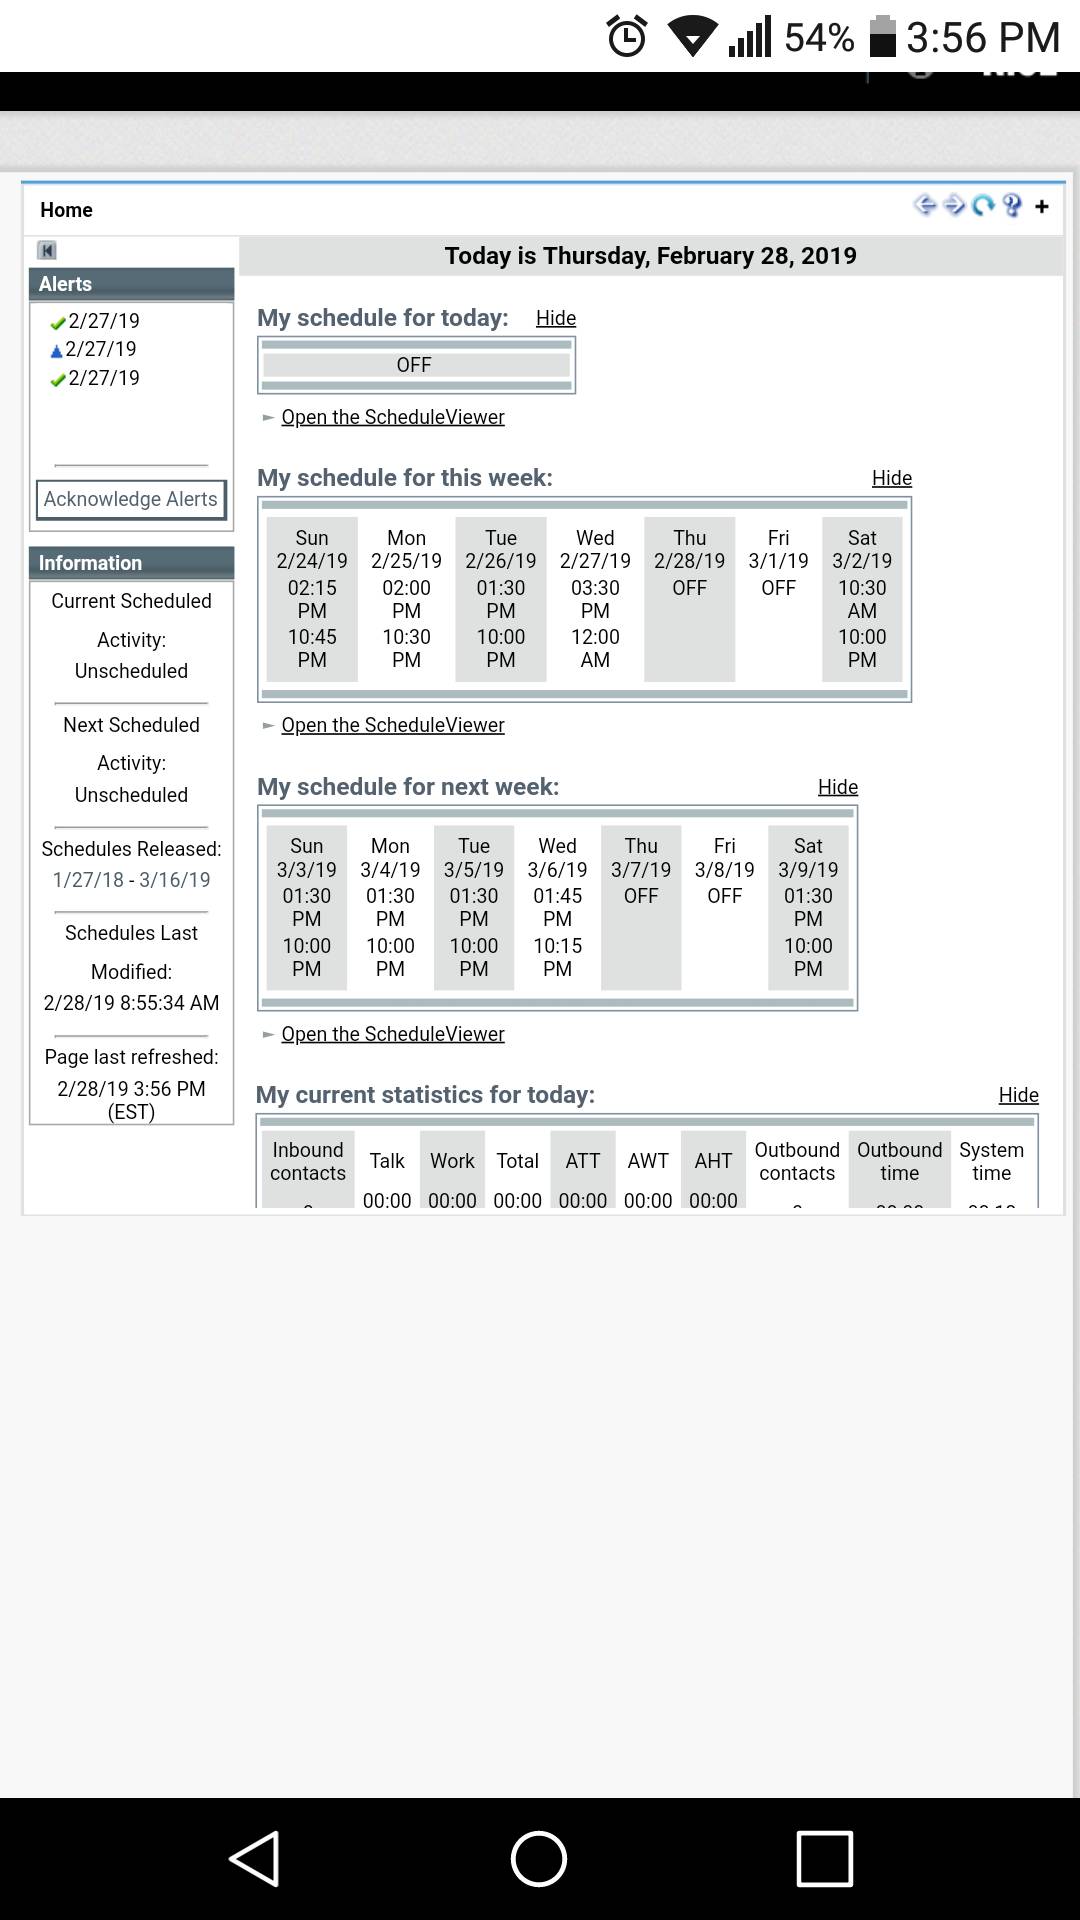 54% 3:56 PM
Home
Today is Thursday, February 28, 2019
Alerts
2/27/19
2/27/19
2/27/19
Acknowledge Alerts
Information
Current Scheduled
Activity:
Unscheduled
Next Scheduled
Activity:
Unscheduled
Schedules Released:
1/27/18 - 3/16/19
Schedules Last
Modified:
2/28/19 8:55:34 AM
Page last refreshed:
2/28/19 3:56 PM
(EST)
My schedule for today: Hide
OFF
Open the ScheduleViewer
My schedule for this week: Hide
Sun Mon Tue Wed Thu Fri Sat
2/24/19 2/25/19 2/26/19 2/27/19 2/28/19 3/1/19 3/2/19
02:15 02:00 01:30 03:30 OFF OFF 10:30
PM PM PM PM AM
10:45 10:30 10:00 12:00 10:00
PM PM PM AM PM
Open the ScheduleViewer
My schedule for next week: Hide
Sun Mon Tue Wed Thu Fri Sat
3/3/19 3/4/19 3/5/19 3/6/19 3/7/19 3/8/19 3/9/19
01:30 01:30 01:30 01:45 OFF OFF 01:30
PM PM PM PM PM
10:00 10:00 10:00 10:15 10:00
PM PM PM PM PM
Open the ScheduleViewer
My current statistics for today: Hide
Inbound Outbound Outbound System
contacts Talk Work Total ATT AWT AHT contacts time time
00:00 00:00 00:00 00:00 00:00 00:00